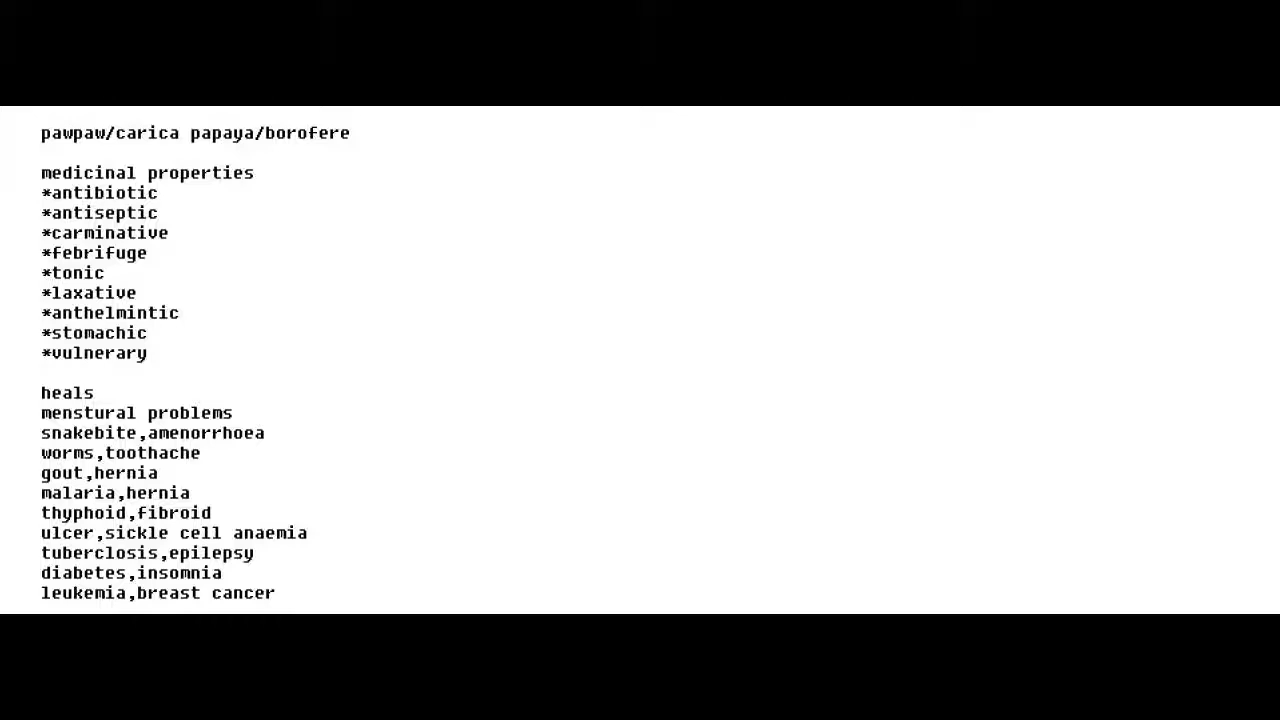 pawpaw/carica papaya/borofere
medicinal properties
*antibiotic
*antiseptic
*carminative
*febrifuge
*tonic
*laxative
*anthelmintic
*stomachic
*vulnerary
heals
menstural problems
snakebite,amenorrhoea
worms,toothache
gout,hernia
malaria,hernia
thyphoid,fibroid
ulcer,sickle cell anaemia
tuberclosis,epilepsy
diabetes,insomnia
leukemia,breast cancer